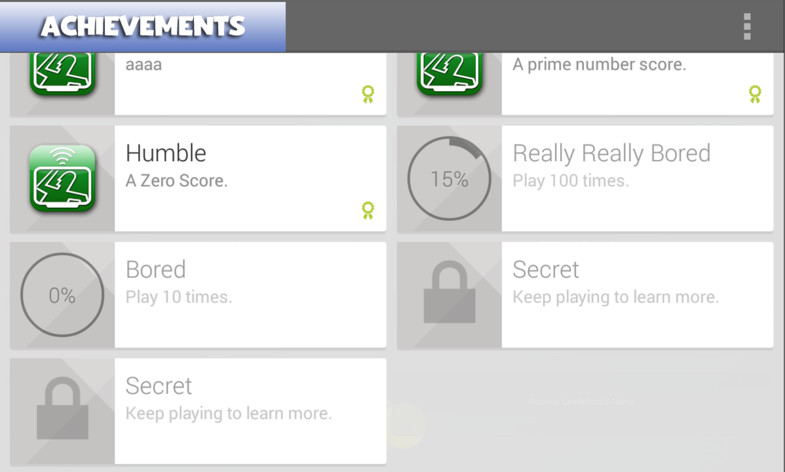 ACHIEVEMENTS
aaaa
A prime number score.
Humble
A Zero Score.
15%
Really Really Bored
Play 100 times.
0%
Bored
Play 10 times.
Secret
Keep playing to learn more.
Secret
Keep playing to learn more.